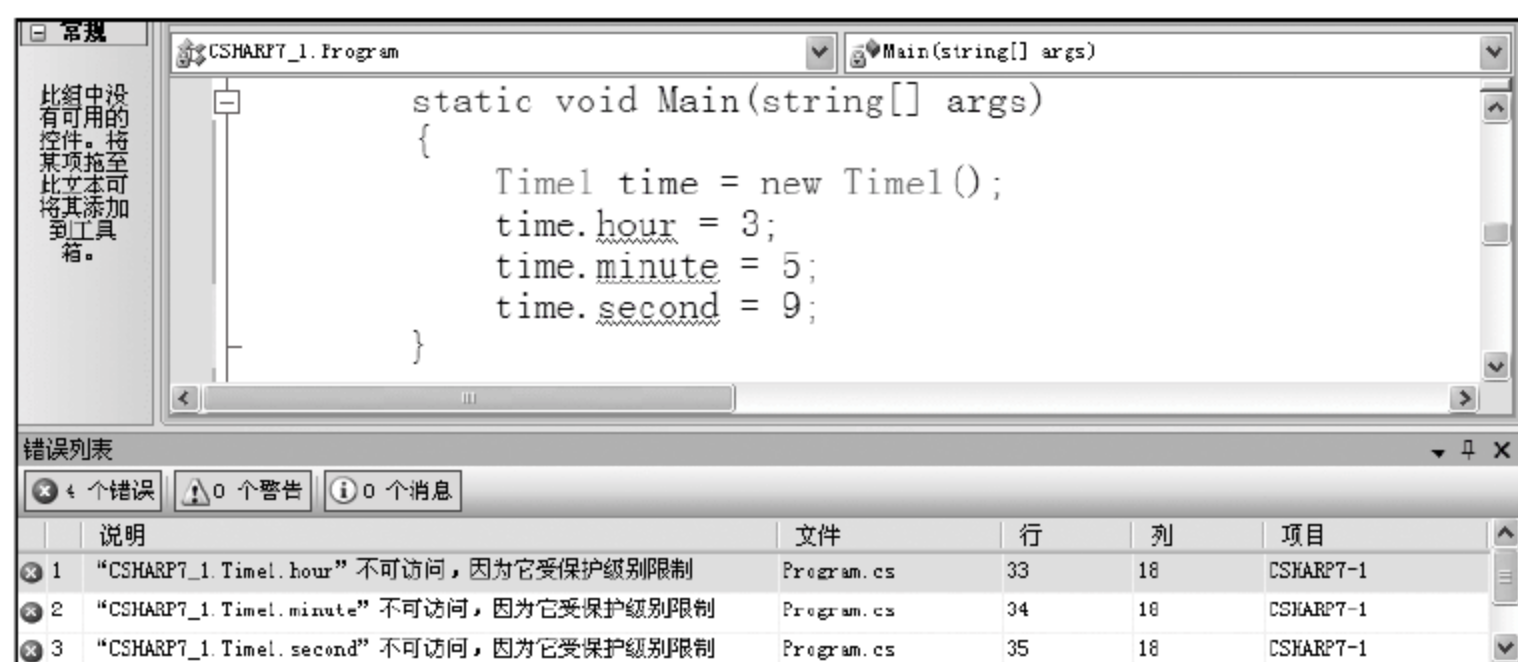 常规
CSHARP7_1.Program
Main(string[] args)
此组中没
有可用的
控件。将
某项拖至
此文本可
将其添加
到工具
箱。
static void Main(string[] args)
{
Time1 time = new Time1();
time.hour = 3;
time.minute = 5;
time.second = 9;
}
错误列表
4 个错误 0 个警告 0 个消息
说明 文件 行 列 项目
1 “CSHARP7_1.Time1.hour”不可访问，因为它受保护级别限制 Program.cs 33 18 CSHARP7-1
2 “CSHARP7_1.Time1.minute”不可访问，因为它受保护级别限制 Program.cs 34 18 CSHARP7-1
3 “CSHARP7_1.Time1.second”不可访问，因为它受保护级别限制 Program.cs 35 18 CSHARP7-1